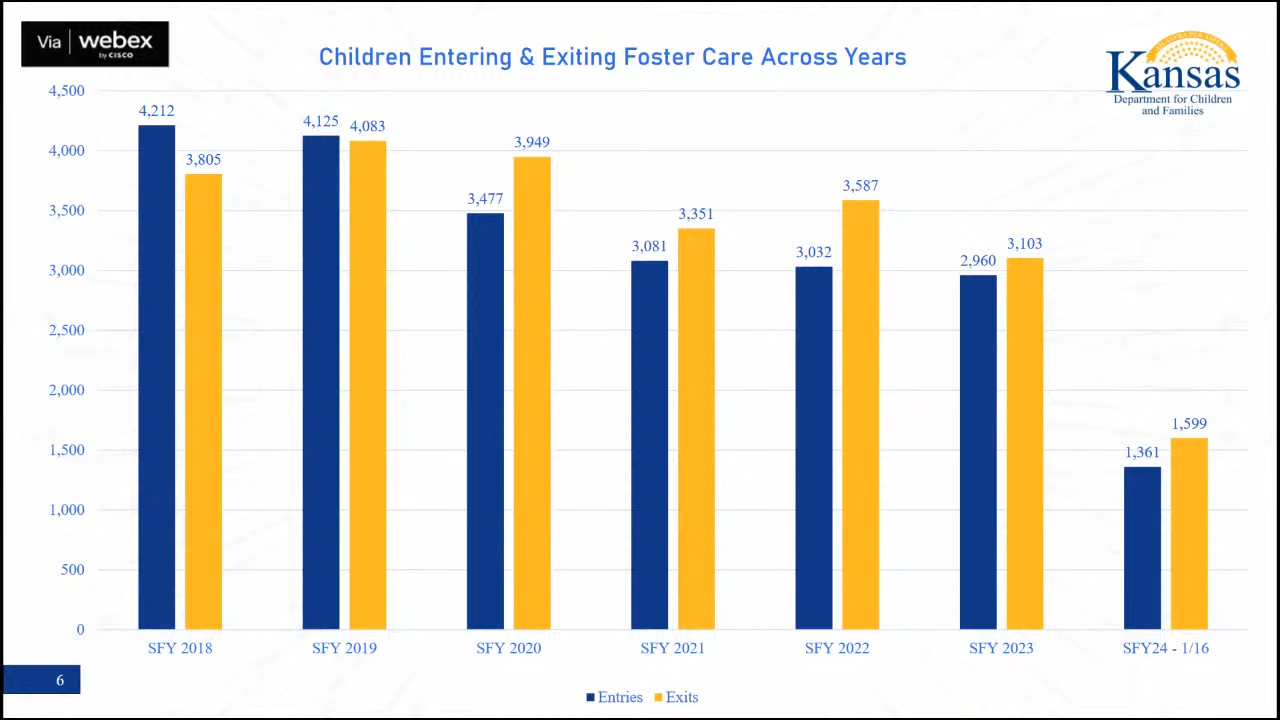 Via | webex
by CISCO
Children Entering & Exiting Foster Care Across Years
Kansas
Department for Children
and Families
4,500
4,000
3,500
3,000
2,500
2,000
1,500
1,000
500
0
4,212
3,805
4,125
4,083
3,477
3,949
3,081
3,351
3,032
3,587
2,960
3,103
1,361
1,599
SFY 2018
SFY 2019
SFY 2020
SFY 2021
SFY 2022
SFY 2023
SFY24 - 1/16
6
Entries
Exits